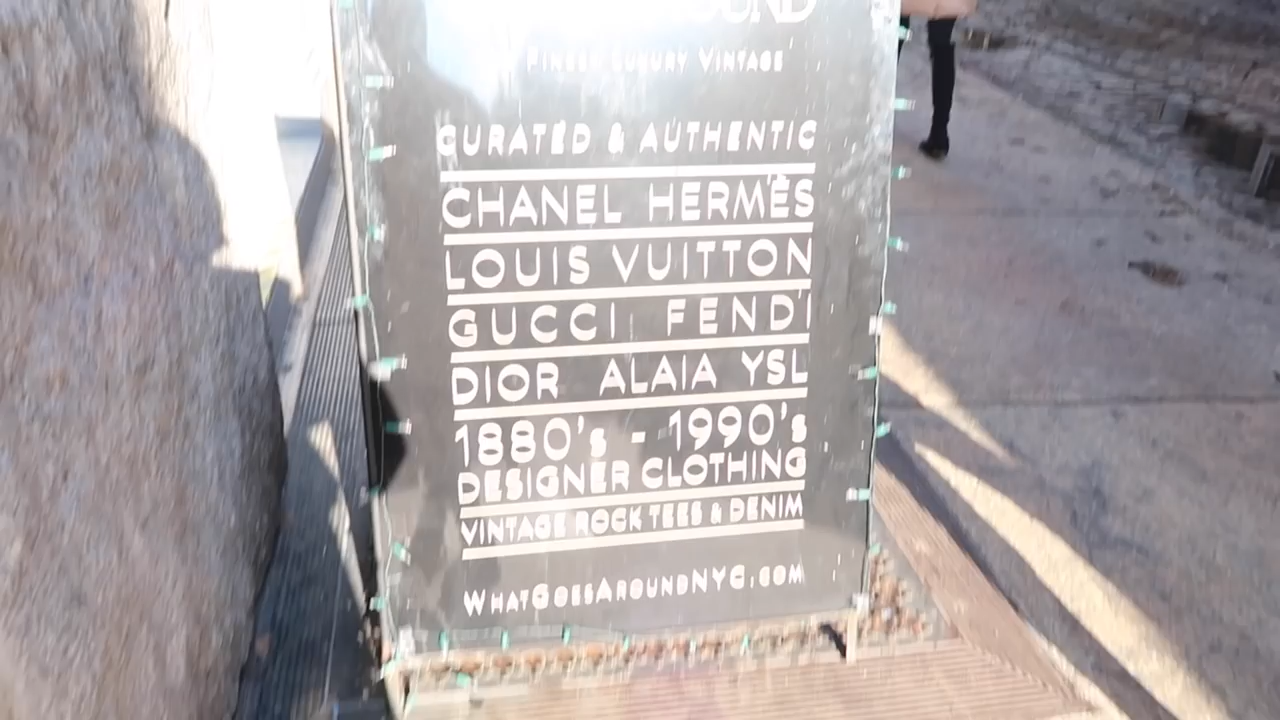 FINEST LUXURY VINTAGE
CURATED & AUTHENTIC
CHANEL HERMÈS
LOUIS VUITTON
GUCCI FENDI
DIOR ALAIA YSL
1880's - 1990's
DESIGNER CLOTHING
VINTAGE ROCK TEES & DENIM
WHATGOESAROUNDNYC.COM